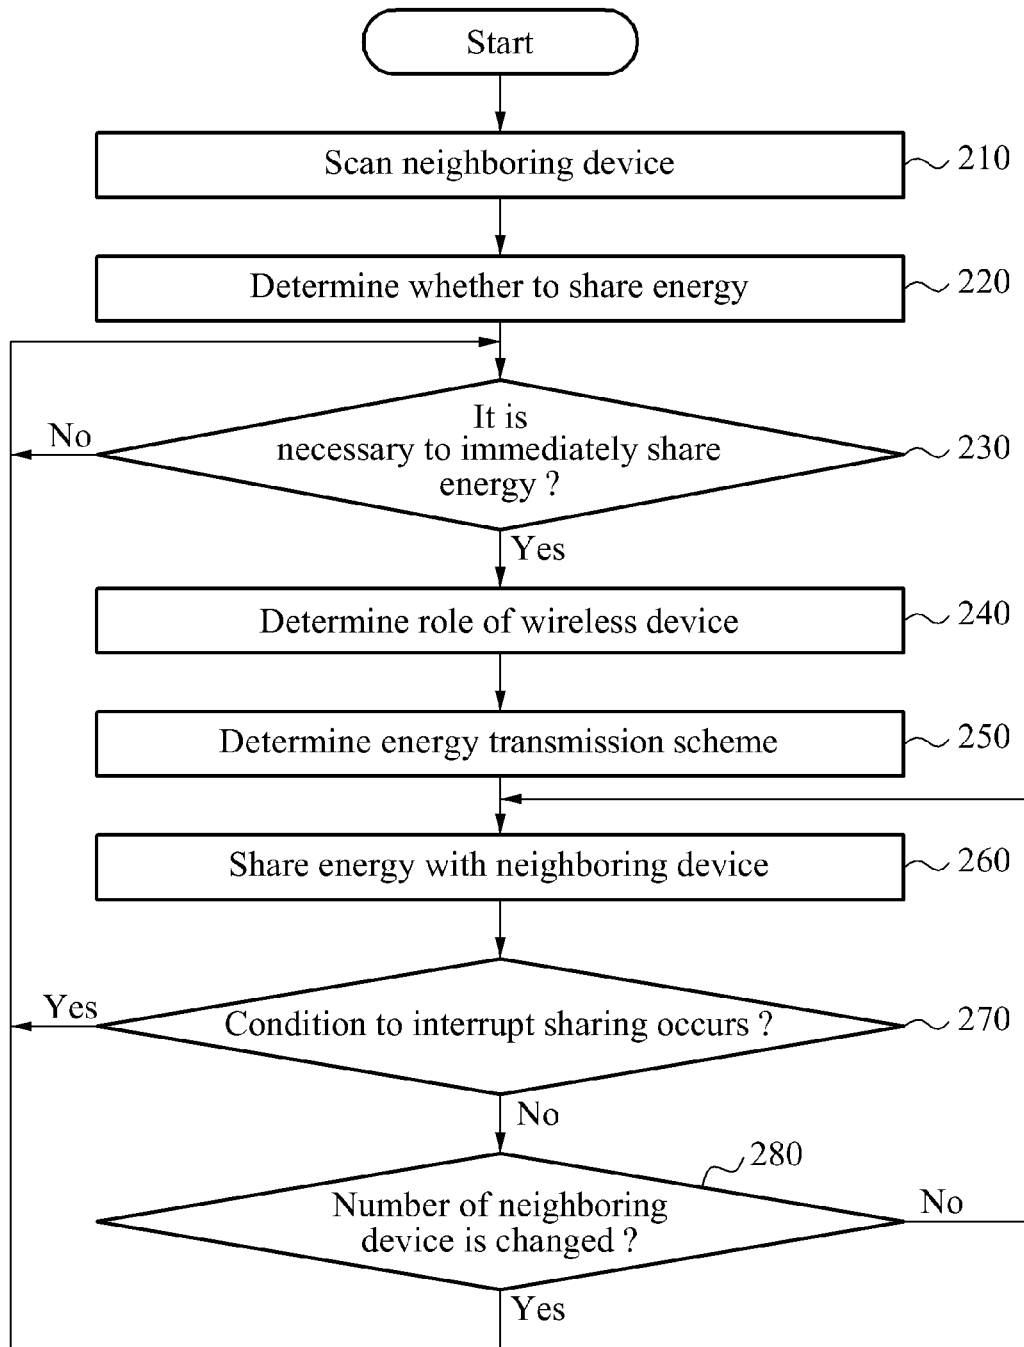 Start
Scan neighboring device
210
Determine whether to share energy
220
It is
necessary to immediately share
energy ?
230
No
Yes
Determine role of wireless device
240
Determine energy transmission scheme
250
Share energy with neighboring device
260
Yes
Condition to interrupt sharing occurs ?
270
No
280
Number of neighboring
device is changed ?
No
Yes